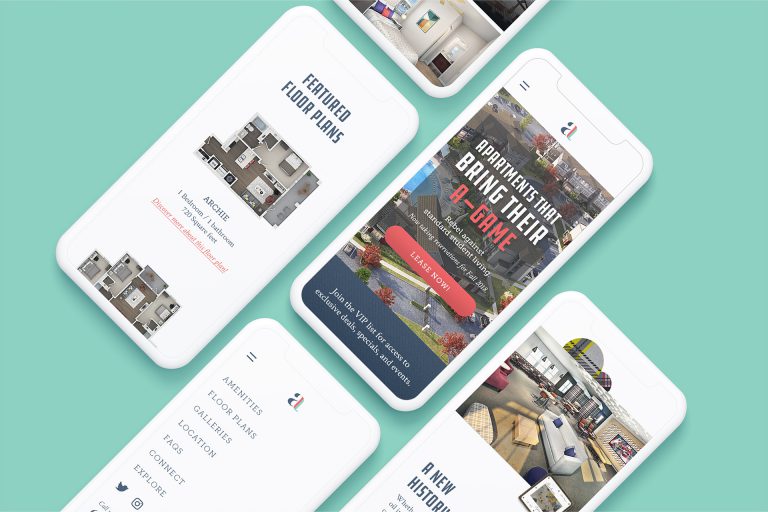 FEATURED
FLOOR PLANS
ARCHIE
1 Bedroom / 1 bathroom
720 Square feet
Discover more about this floor plan!
a
APARTMENTS THAT
BRING THEIR
A-GAME
Rebel against
standard student living
Now taking reservations for Fall 2018
LEASE NOW!
Join the VIP list for access to
exclusive deals, specials, and events.
a
AMENITIES
FLOOR PLANS
GALLERIES
LOCATION
FAQS
CONNECT
EXPLORE
A NEW